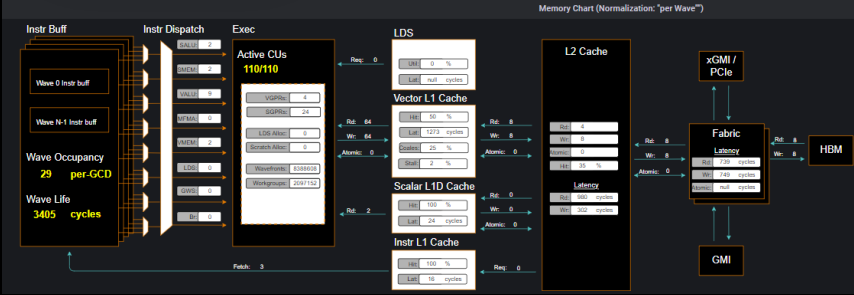 Memory Chart (Normalization: "per Wave"")
Instr Buff
Wave 0 Instr buff
Wave N-1 Instr buff
Wave Occupancy
29 per-GCD
Wave Life
3405 cycles
Instr Dispatch
SALU: 2
SMEM: 2
VALU: 9
MFMA: 0
VMEM: 2
LDS: 0
GWS: 0
Br: 0
Exec
Active CUs
110/110
VGPRs: 4
SGPRs: 24
LDS Alloc: 0
Scratch Alloc: 0
Wavefronts: 8388608
Workgroups: 2097152
Fetch: 3
Req: 0
Rd: 64
Wr: 64
Atomic: 0
Rd: 2
LDS
Util: 0 %
Lat: null cycles
Vector L1 Cache
Hit: 50 %
Lat: 1273 cycles
Coales: 25 %
Stall: 2 %
Scalar L1D Cache
Hit: 100 %
Lat: 24 cycles
Instr L1 Cache
Hit: 100 %
Lat: 16 cycles
Rd: 8
Wr: 8
Atomic: 0
Rd: 0
Wr: 0
Atomic: 0
Req: 0
L2 Cache
Rd: 4
Wr: 8
Atomic: 0
Hit: 35 %
Latency
Rd: 980 cycles
Wr: 302 cycles
Rd: 8
Wr: 8
Atomic: 0
xGMI /
PCIe
Fabric
Latency
Rd: 739 cycles
Wr: 749 cycles
Atomic: null cycles
GMI
Rd: 8
Wr: 8
HBM